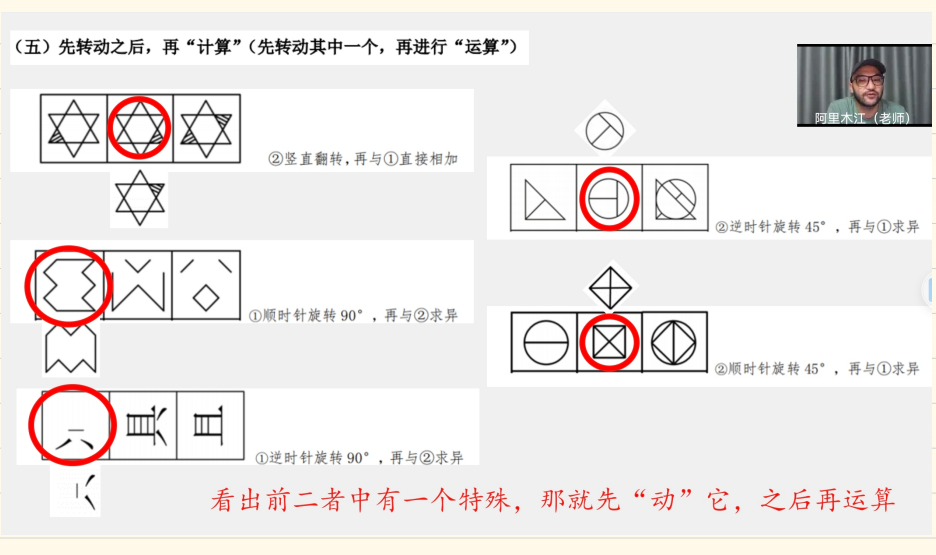 （五）先转动之后，再“计算”（先转动其中一个，再进行“运算”）
阿里木江（老师）
②竖直翻转，再与①直接相加
②逆时针旋转 45°，再与①求异
①顺时针旋转 90°，再与②求异
②顺时针旋转 45°，再与①求异
①逆时针旋转 90°，再与②求异
看出前二者中有一个特殊，那就先“动”它，之后再运算